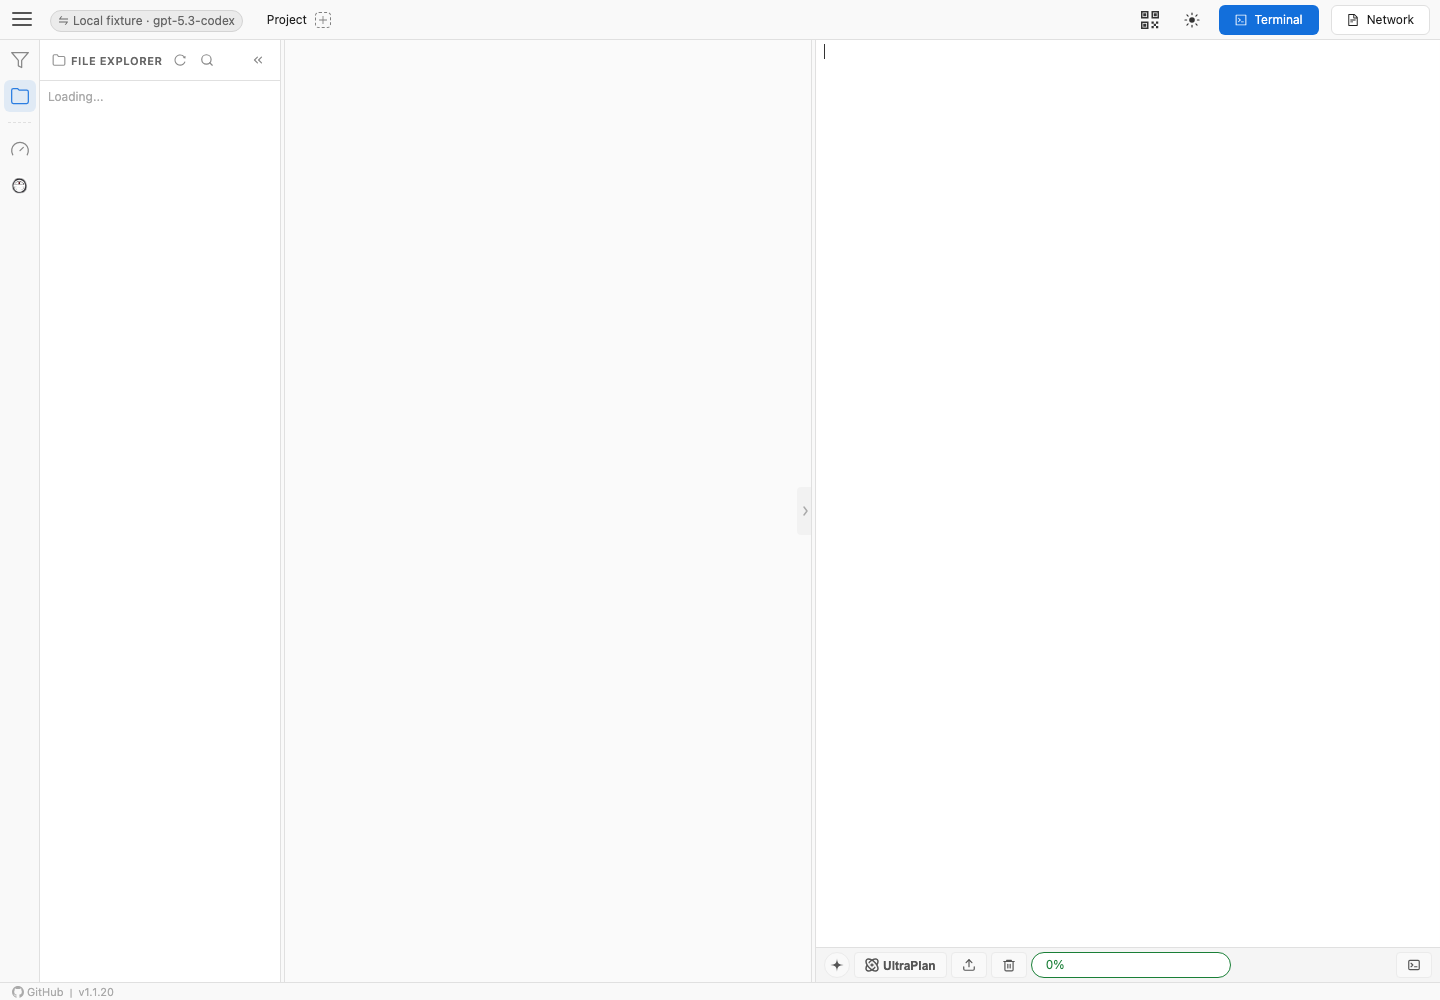 Local fixture · gpt-5.3-codex
Project
Terminal
Network
FILE EXPLORER
Loading...
UltraPlan
0%
GitHub | v1.1.20